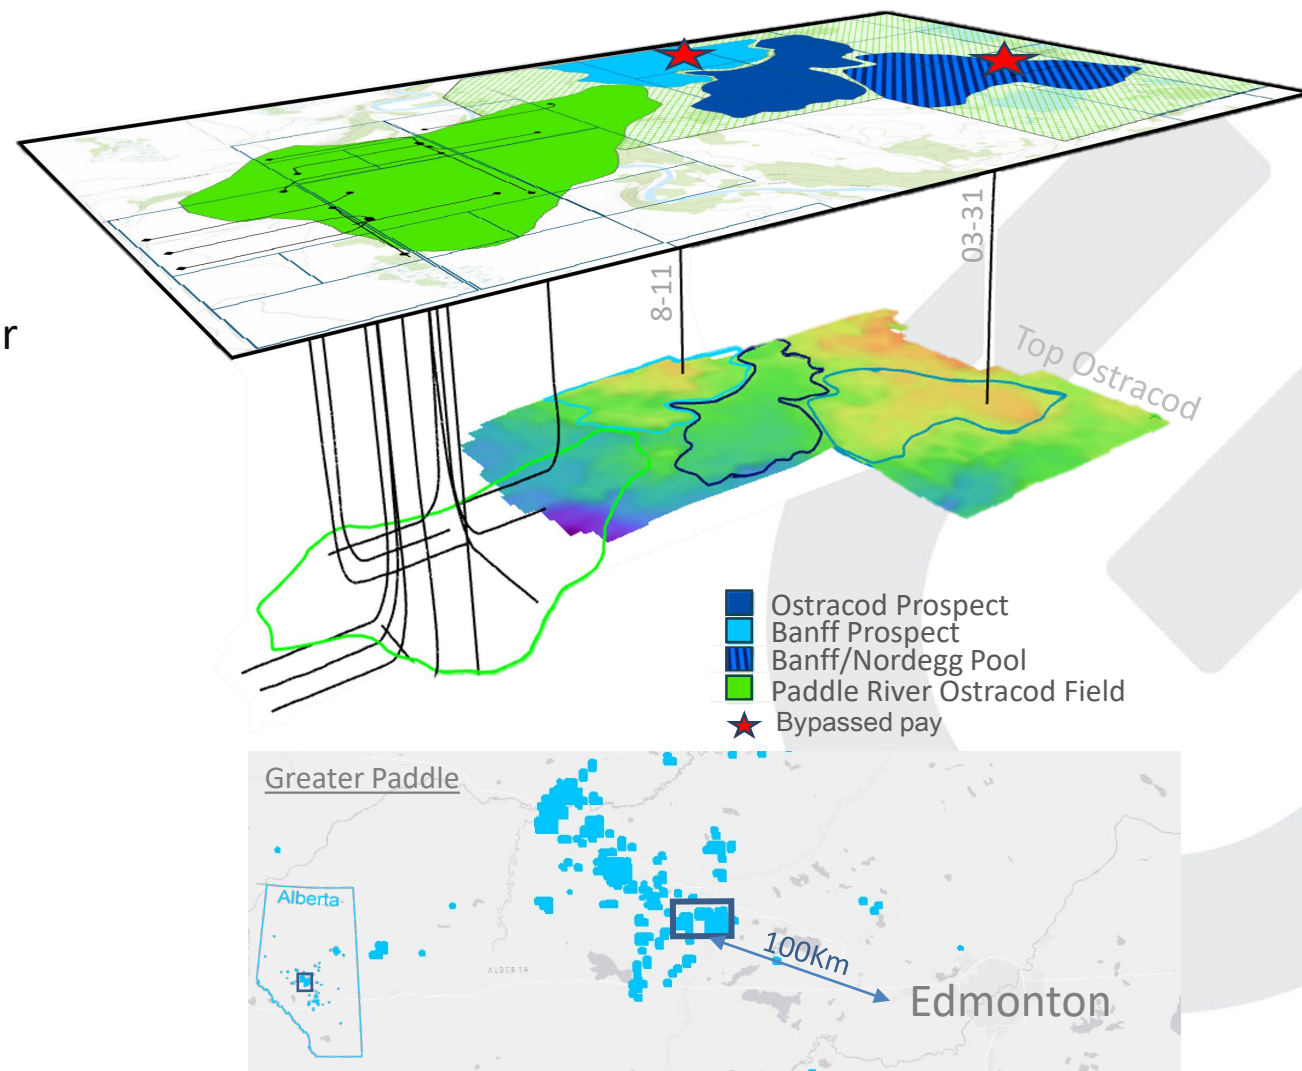 r
8-11
03-31
Top Ostracod
Ostracod Prospect
Banff Prospect
Banff/Nordegg Pool
Paddle River Ostracod Field
Bypassed pay
Greater Paddle
Alberta
ALBERTA
100Km
Edmonton